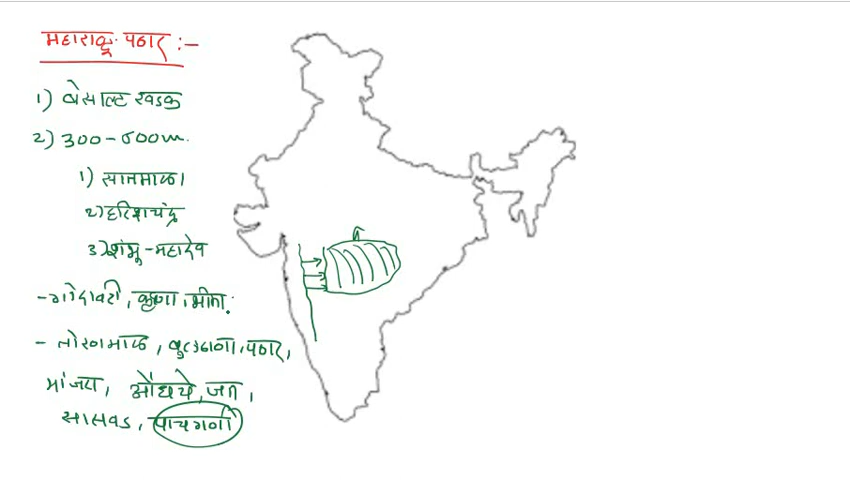 महाराष्ट्र पठार :-
1) बेसाल्ट खडक
2) 300-600m.
1) सातमाळा
2) हरिश्चंद्र
3) शंभू-महादेव
- गोदावरी, कृष्णा, भीमा.
- तोरणमाळ, बुलढाणा, पठार,
मांजरा, औंधचे, जत,
सासवड, पाचगणी